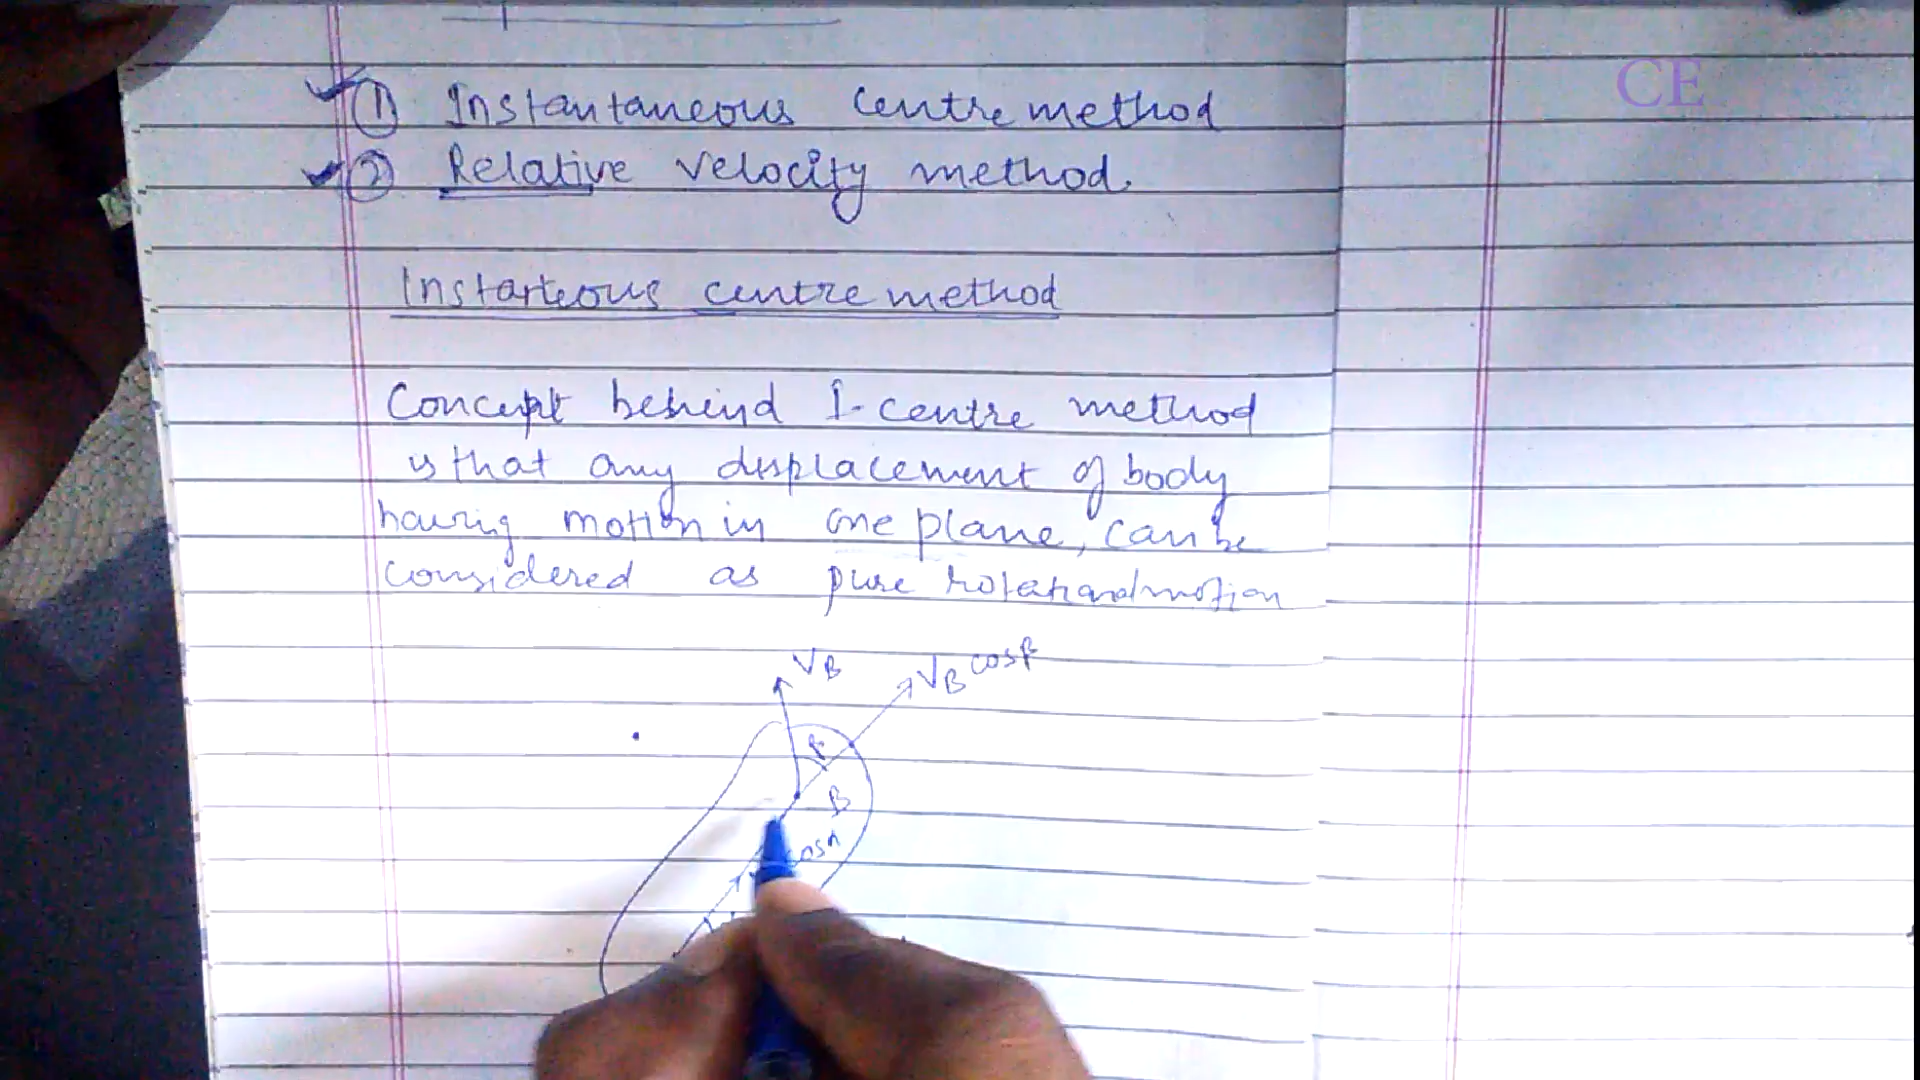 CE
① Instantaneous centre method
② Relative velocity method.
Instarteous centre method
Concept behind I-centre method
is that any displacement of body
having motion in one plane, can be
considered as pure rotational motion
VB
VB cosβ
β
B